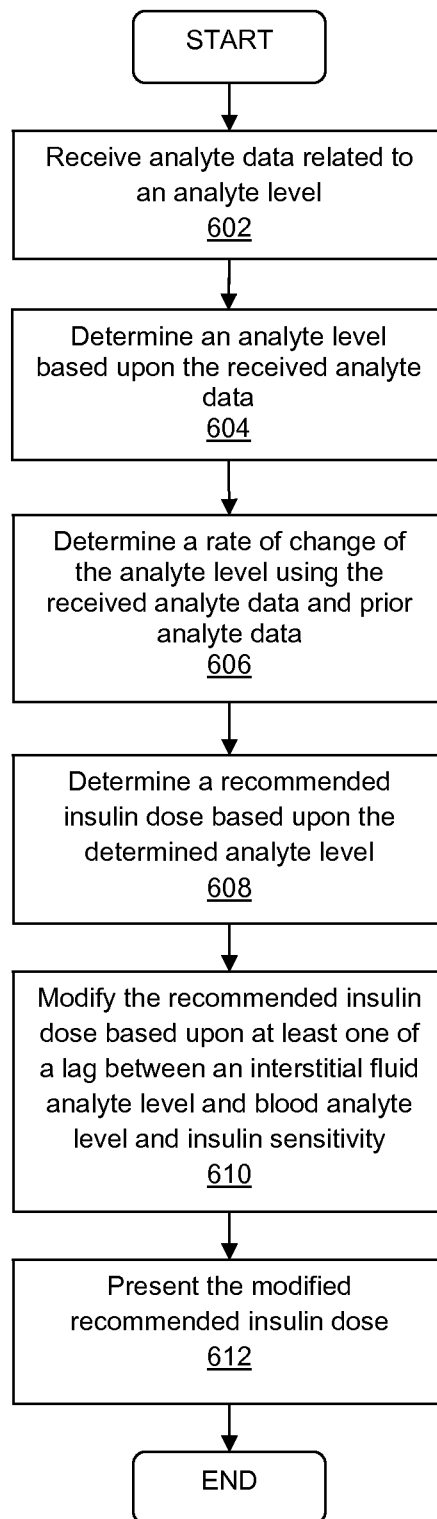 START
Receive analyte data related to
an analyte level
602
Determine an analyte level
based upon the received analyte
data
604
Determine a rate of change of
the analyte level using the
received analyte data and prior
analyte data
606
Determine a recommended
insulin dose based upon the
determined analyte level
608
Modify the recommended insulin
dose based upon at least one of
a lag between an interstitial fluid
analyte level and blood analyte
level and insulin sensitivity
610
Present the modified
recommended insulin dose
612
END